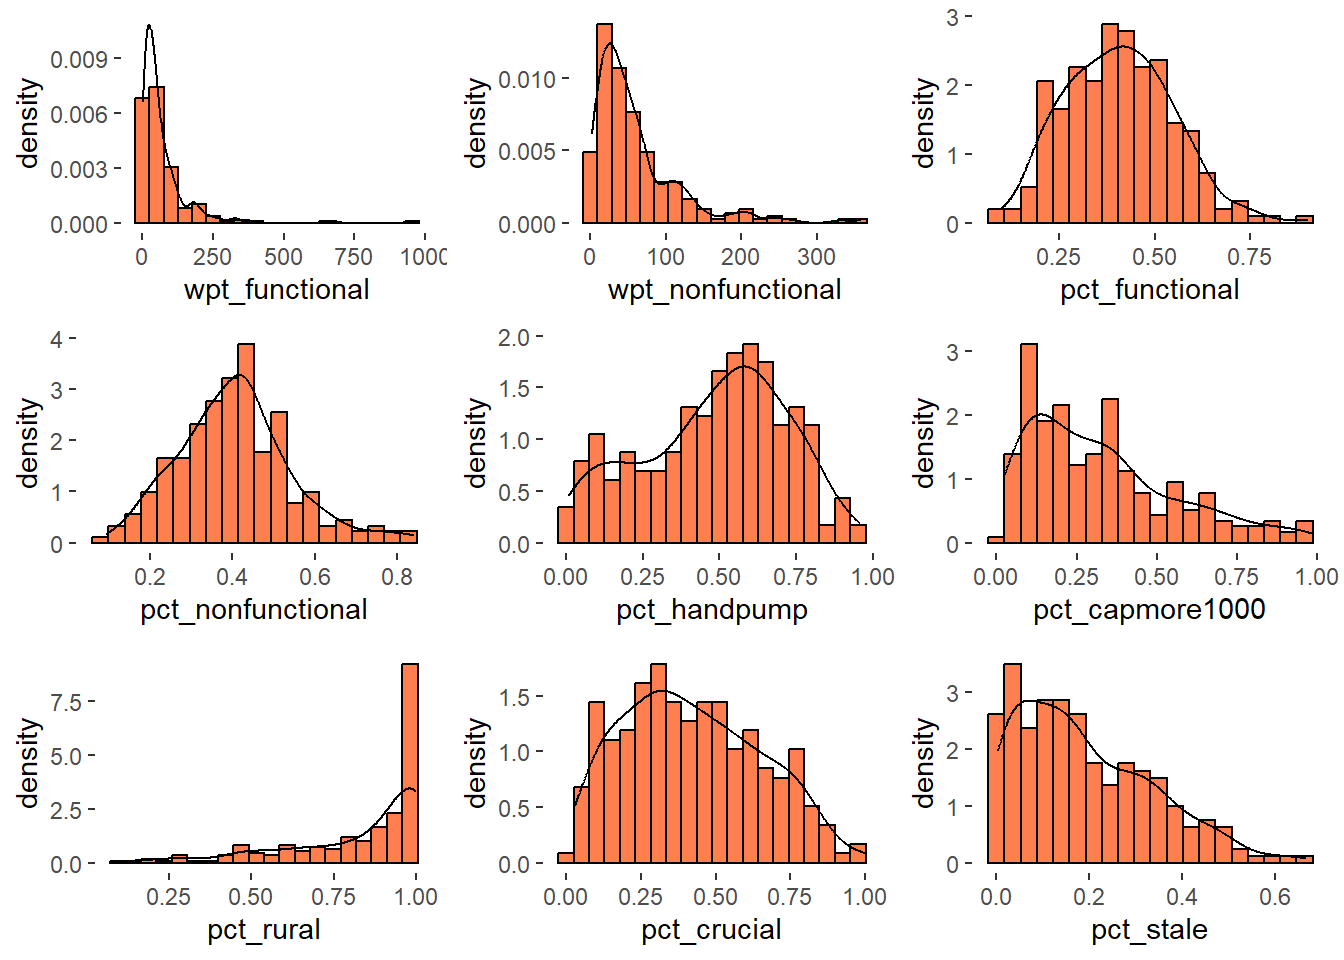 density
0.009
0.006
0.003
0.000
0 250 500 750 1000
wpt_functional
density
0.010
0.005
0.000
0 100 200 300
wpt_nonfunctional
density
3
2
1
0
0.25 0.50 0.75
pct_functional
density
4
3
2
1
0
0.2 0.4 0.6 0.8
pct_nonfunctional
density
2.0
1.5
1.0
0.5
0.0
0.00 0.25 0.50 0.75 1.00
pct_handpump
density
3
2
1
0
0.00 0.25 0.50 0.75 1.00
pct_capmore1000
density
7.5
5.0
2.5
0.0
0.25 0.50 0.75 1.00
pct_rural
density
1.5
1.0
0.5
0.0
0.00 0.25 0.50 0.75 1.00
pct_crucial
density
3
2
1
0
0.0 0.2 0.4 0.6
pct_stale